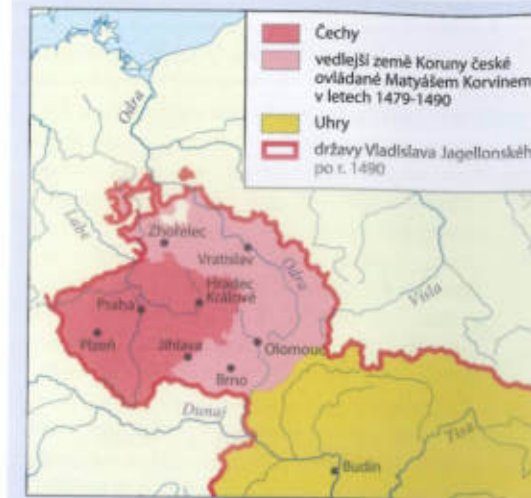 Čechy
vedlejší země Koruny české
ovládané Matyášem Korvinem
v letech 1479-1490
Uhry
državy Vladislava Jagellonského
po r. 1490
Odra
Labe
Zhořelec
Vratislav
Odra
Hradec
Králové
Praha
Visla
Plzeň
Jihlava
Olomouc
Brno
Dunaj
Tisa
Budín